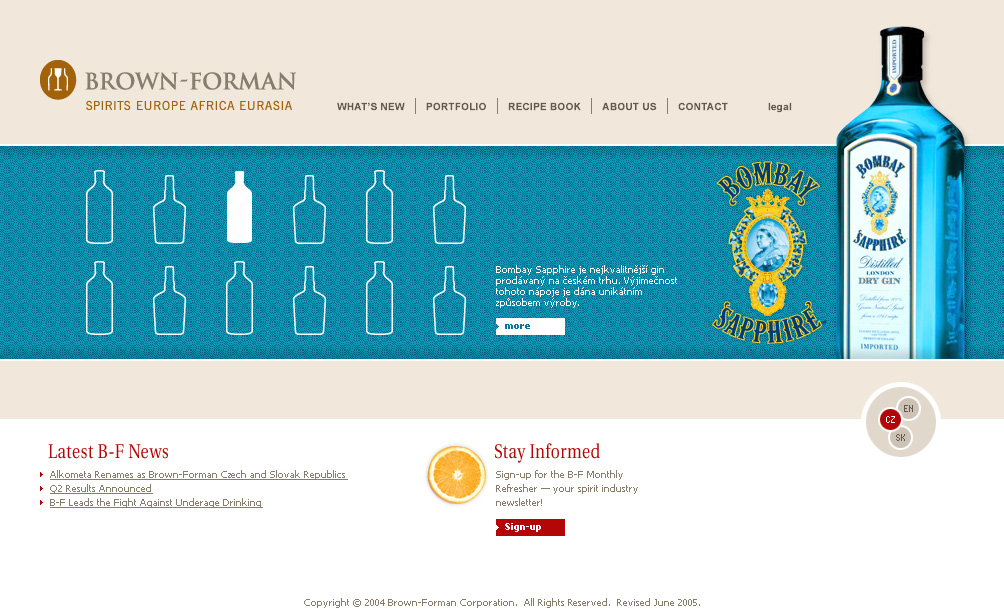 BROWN-FORMAN
SPIRITS EUROPE AFRICA EURASIA
WHAT'S NEW
PORTFOLIO
RECIPE BOOK
ABOUT US
CONTACT
legal
IMPORTED
BOMBAY
SAPPHIRE
Distilled
LONDON
DRY GIN
IMPORTED
BOMBAY
SAPPHIRE
Bombay Sapphire je nejkvalitnější gin
prodávaný na českém trhu. Výjimečnost
tohoto nápoje je dána unikátním
způsobem výroby.
more
EN
CZ
SK
Latest B-F News
Alkometa Renames as Brown-Forman Czech and Slovak Republics
Q2 Results Announced
B-F Leads the Fight Against Underage Drinking
Stay Informed
Sign-up for the B-F Monthly
Refresher — your spirit industry
newsletter!
Sign-up
Copyright © 2004 Brown-Forman Corporation. All Rights Reserved. Revised June 2005.